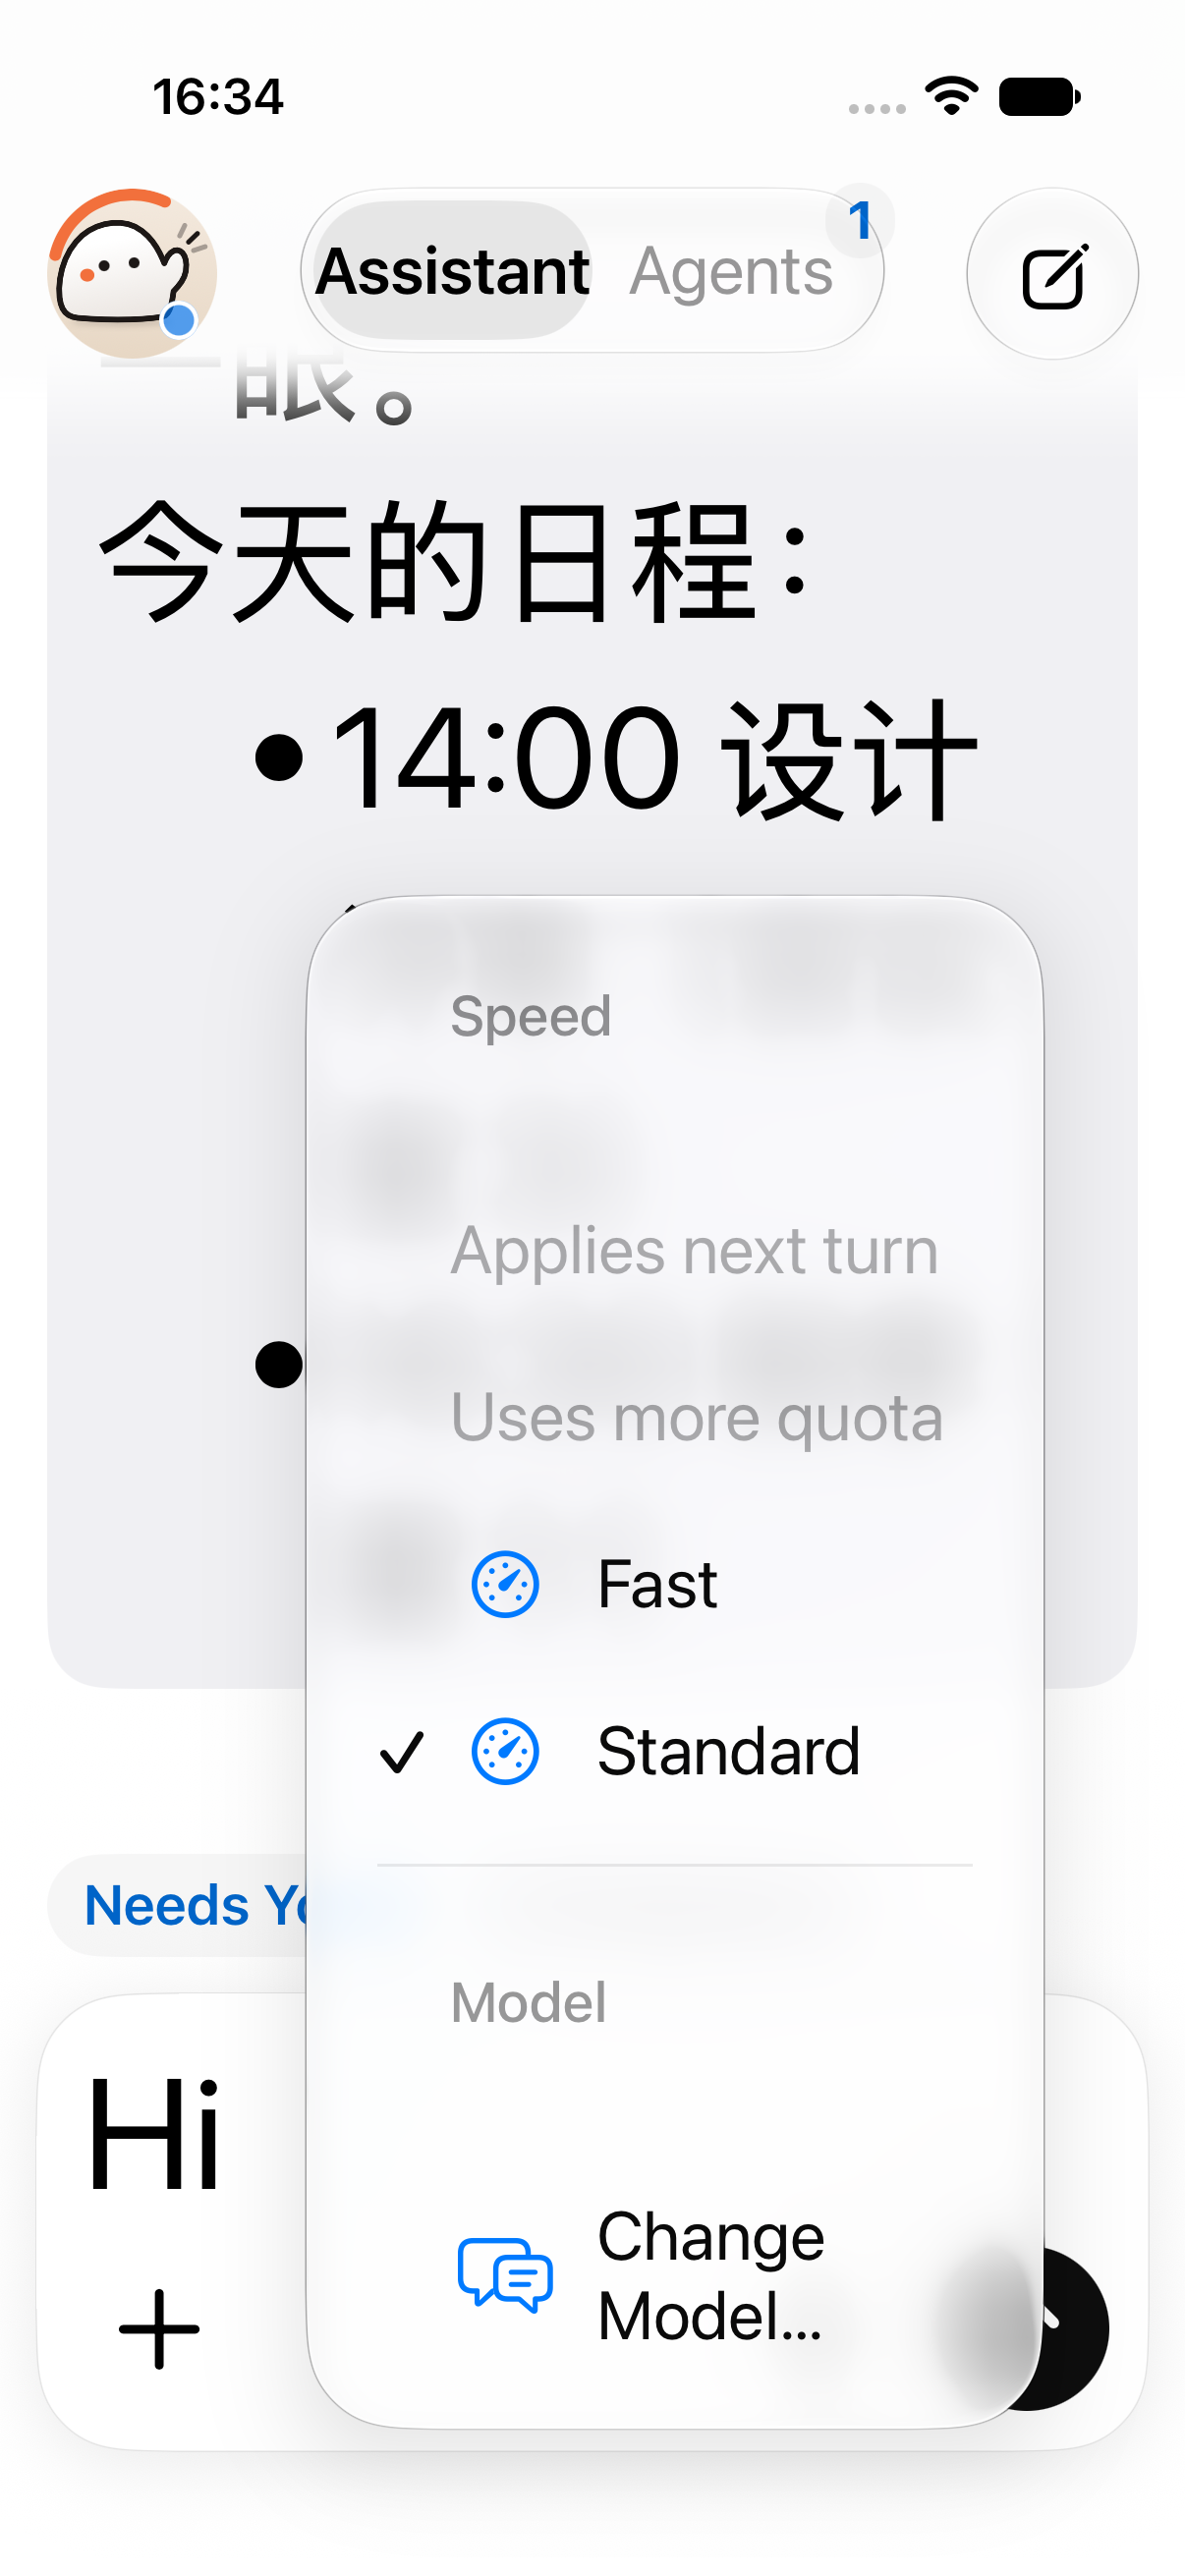 16:34
Assistant
Agents
1
眼。
今天的日程：
• 14:00 设计
Speed
Applies next turn
Uses more quota
Fast
✓ Standard
Needs
Model
Hi
Change
Model...